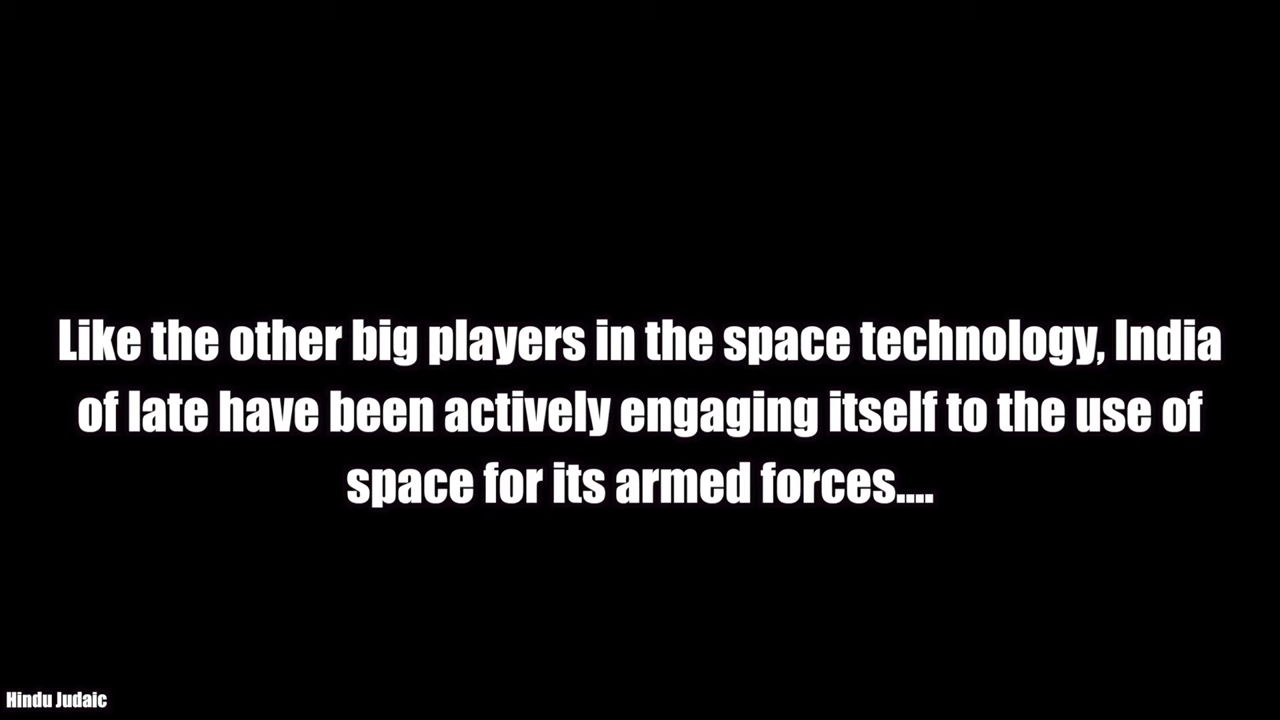 Like the other big players in the space technology, India
of late have been actively engaging itself to the use of
space for its armed forces....
Hindu Judaic